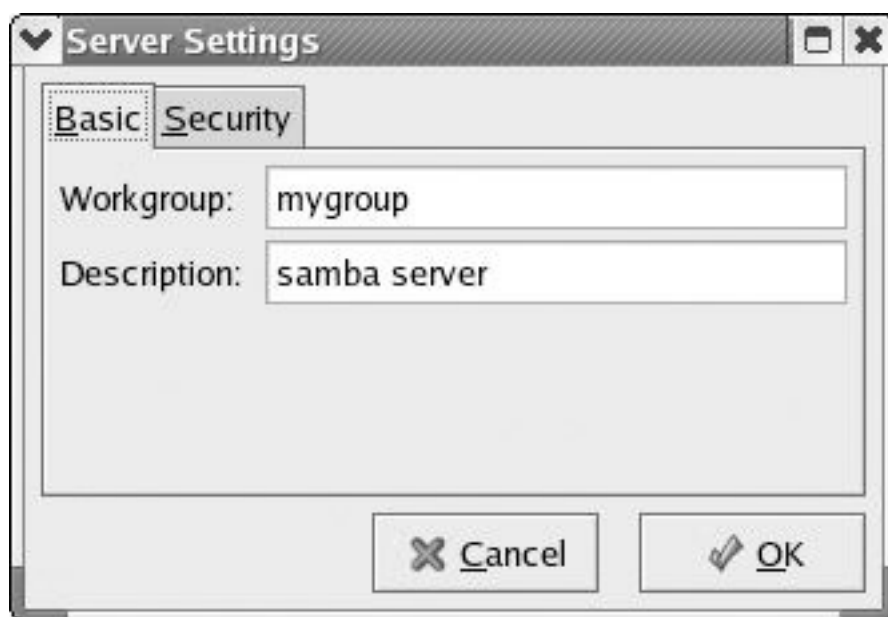 Server Settings
Basic Security
Workgroup: mygroup
Description: samba server
Cancel OK